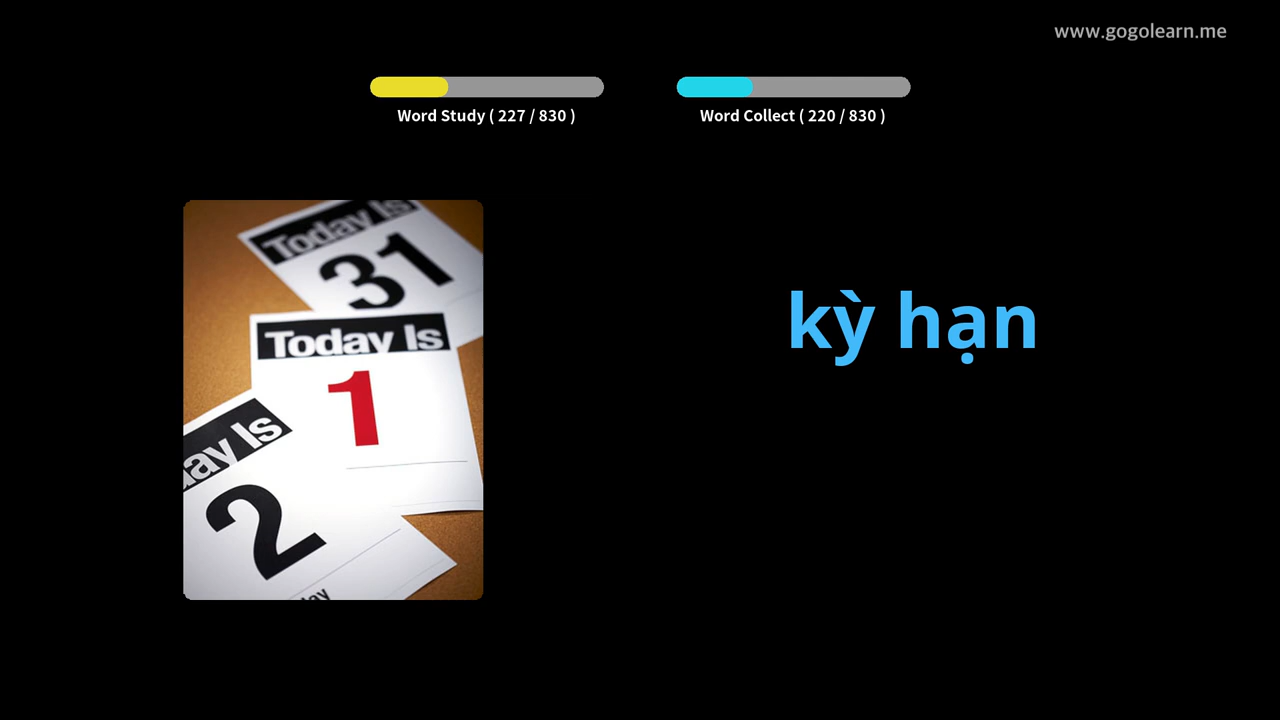 www.gogolearn.me
Word Study ( 227 / 830 )
Word Collect ( 220 / 830 )
Today Is
31
Today Is
1
ay Is
2
kỳ hạn